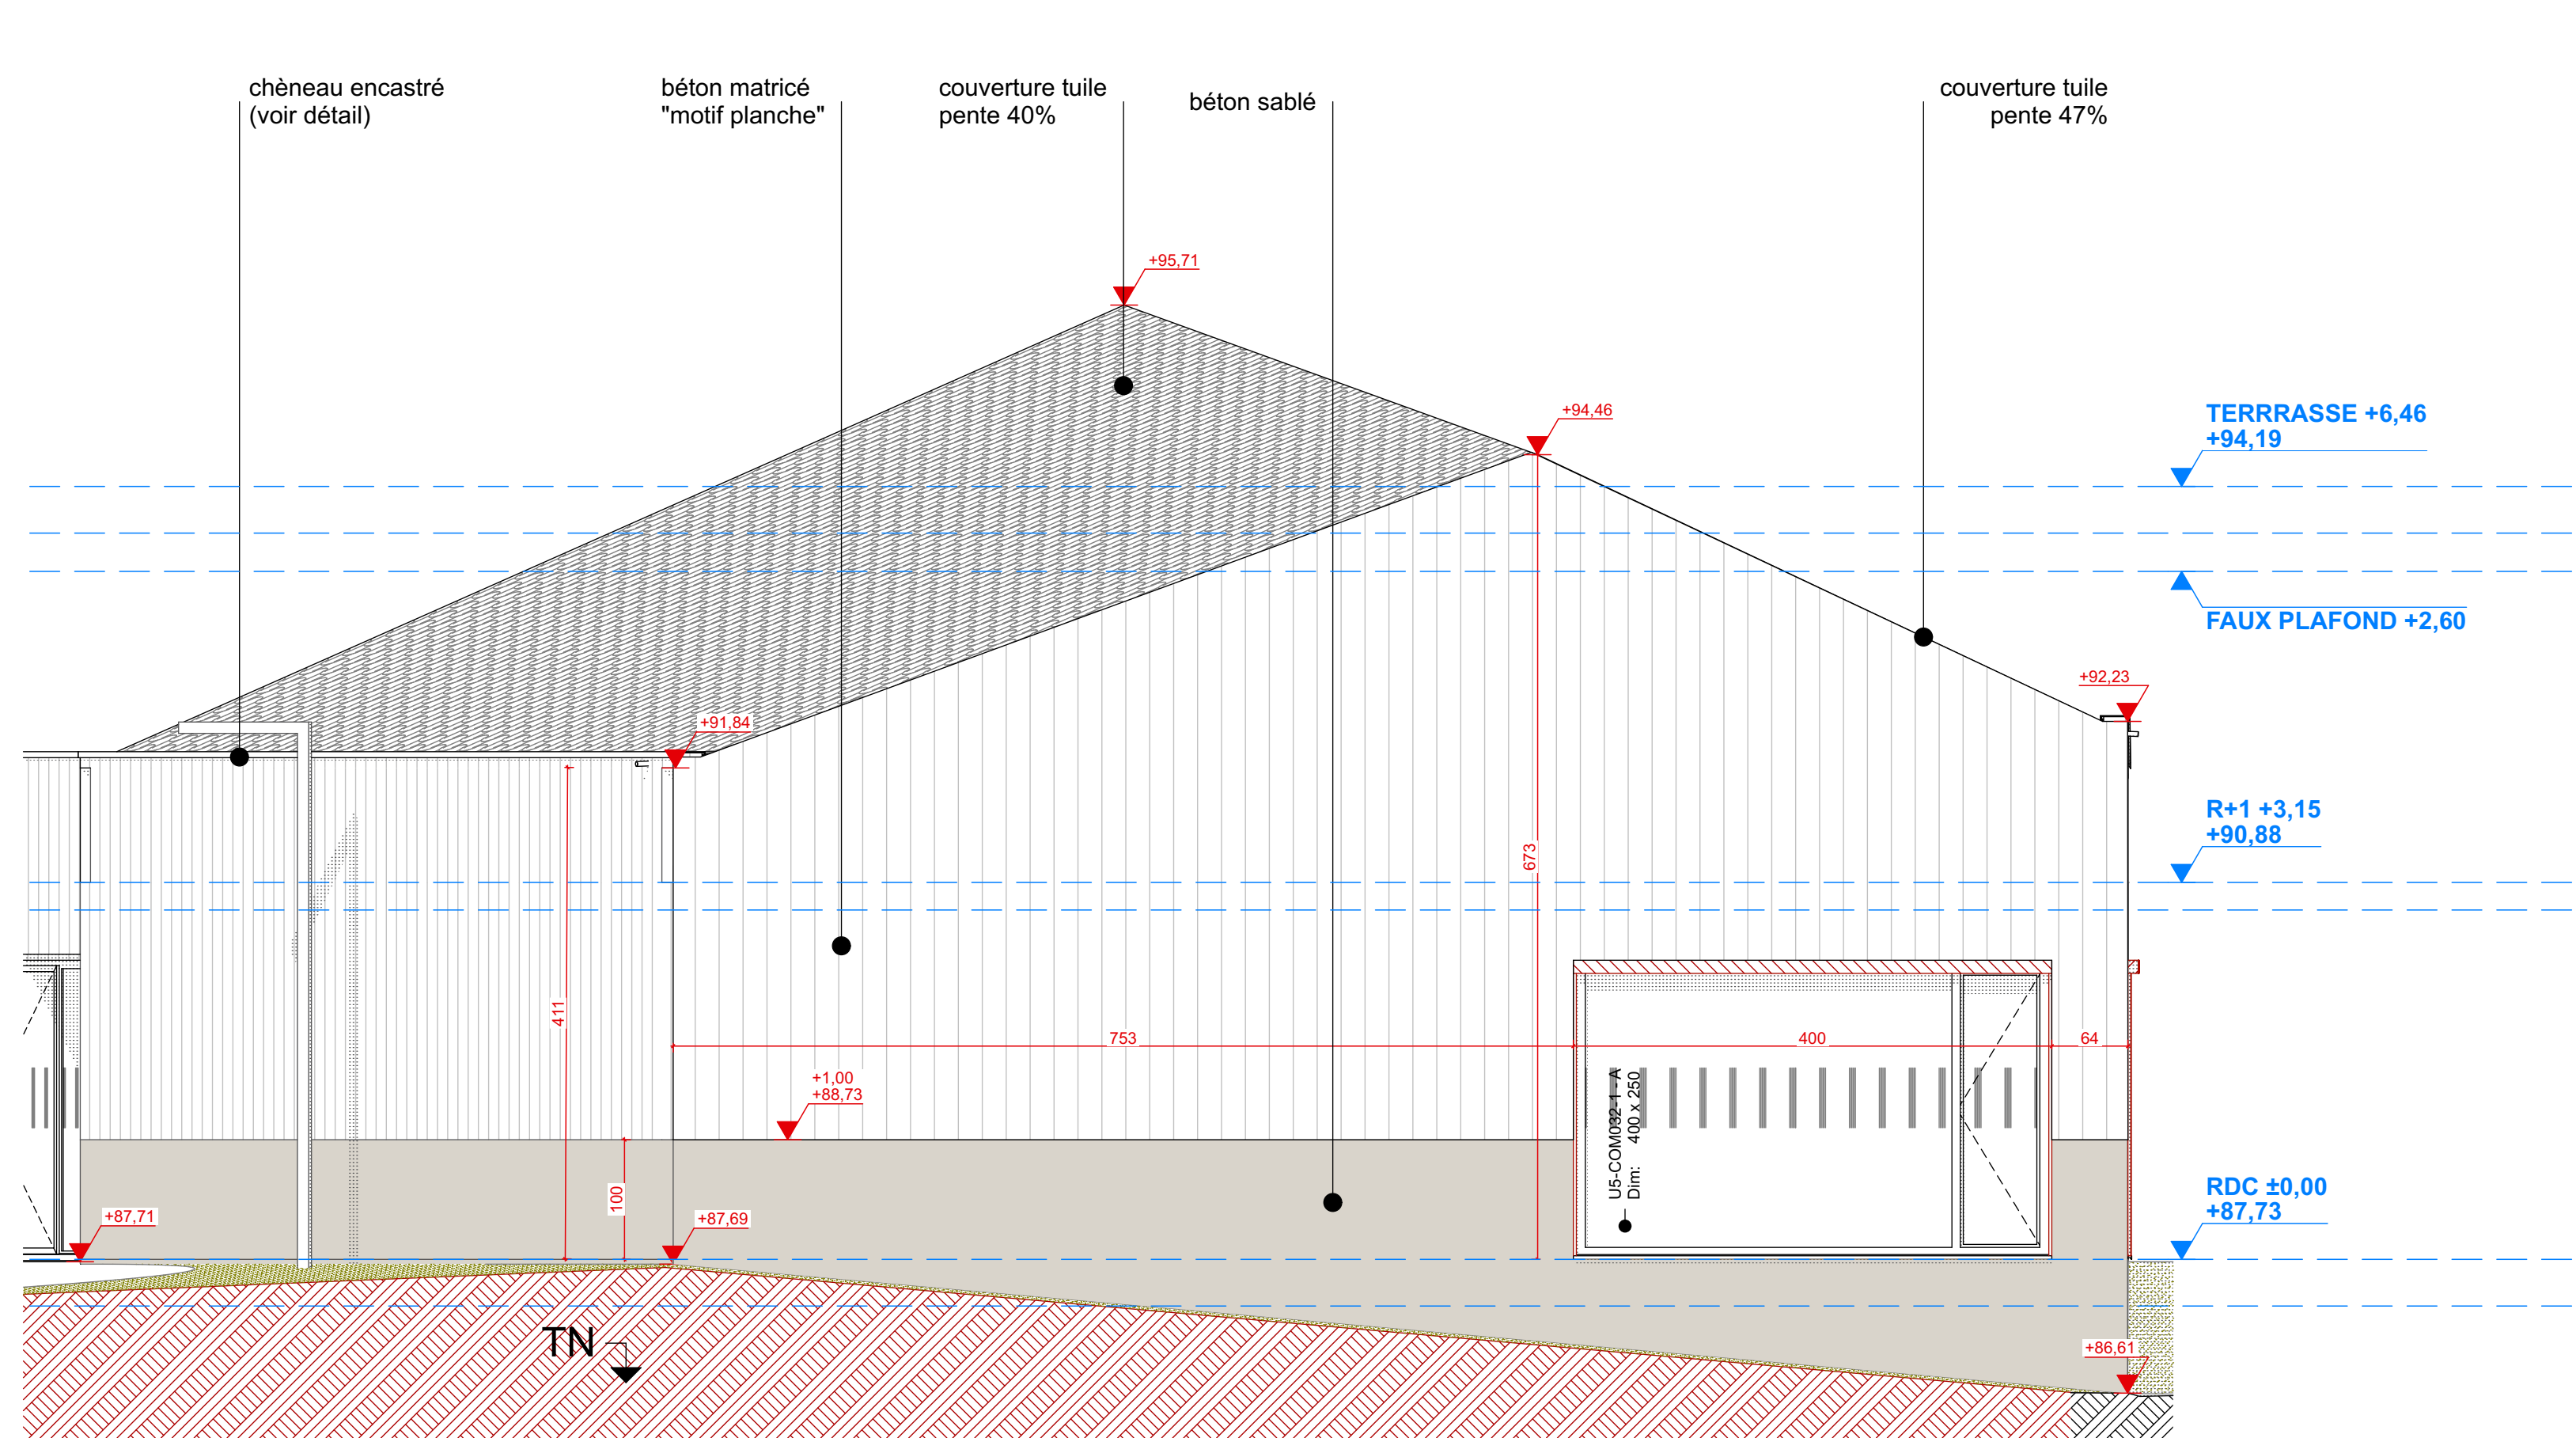 chèneau encastré
(voir détail)
béton matricé
"motif planche"
couverture tuile
pente 40%
béton sablé
couverture tuile
pente 47%
+95,71
+94,46
TERRRASSE +6,46
+94,19
FAUX PLAFOND +2,60
+92,23
+91,84
R+1 +3,15
+90,88
673
411
753
400
64
+1,00
+88,73
U5-COM032-1 - A
Dim: 400 x 250
100
+87,71
+87,69
RDC ±0,00
+87,73
TN
+86,61